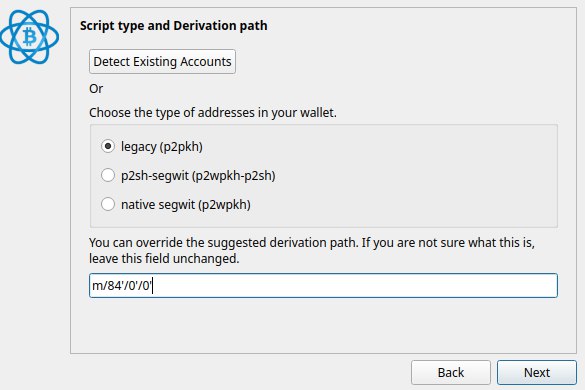 Script type and Derivation path
Detect Existing Accounts
Or
Choose the type of addresses in your wallet.
legacy (p2pkh)
p2sh-segwit (p2wpkh-p2sh)
native segwit (p2wpkh)
You can override the suggested derivation path. If you are not sure what this is,
leave this field unchanged.
m/84'/0'/0'
Back
Next